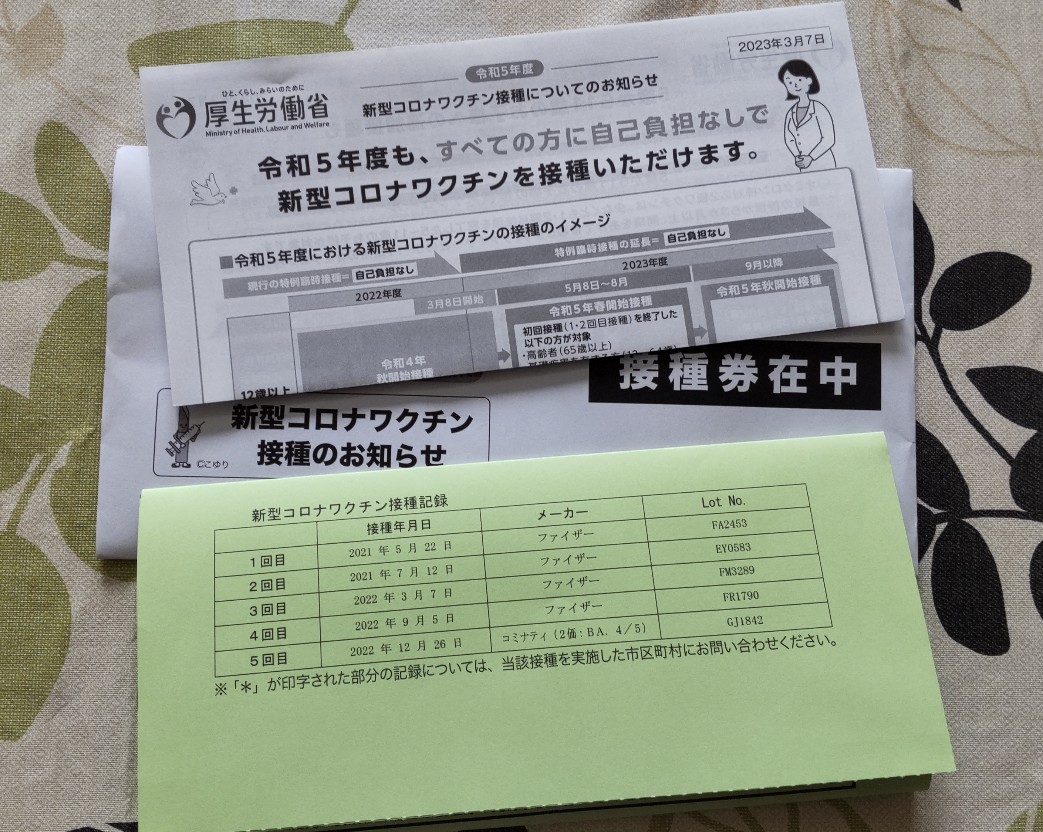 2023年3月7日
令和5年度
ひと、くらし、みらいのために
厚生労働省
Ministry of Health, Labour and Welfare
新型コロナワクチン接種についてのお知らせ
令和5年度も、すべての方に自己負担なしで
新型コロナワクチンを接種いただけます。
■令和5年度における新型コロナワクチンの接種のイメージ
現行の特例臨時接種=自己負担なし
特例臨時接種の延長=自己負担なし
2022年度
2023年度
3月8日開始
5月8日~8月
9月以降
令和5年春開始接種
令和5年秋開始接種
初回接種(1・2回目接種)を終了した
以下の方が対象
・高齢者(65歳以上)
令和4年
秋開始接種
12歳以上
接種券在中
新型コロナワクチン
接種のお知らせ
©こゆり
新型コロナワクチン接種記録
接種年月日 メーカー Lot No.
1回目 2021 年 5 月 22 日 ファイザー FA2453
2回目 2021 年 7 月 12 日 ファイザー EY0583
3回目 2022 年 3 月 7 日 ファイザー FM3289
4回目 2022 年 9 月 5 日 ファイザー FR1790
5回目 2022 年 12 月 26 日 コミナティ(2価:BA.4/5) GJ1842
※「*」が印字された部分の記録については、当該接種を実施した市区町村にお問い合わせください。